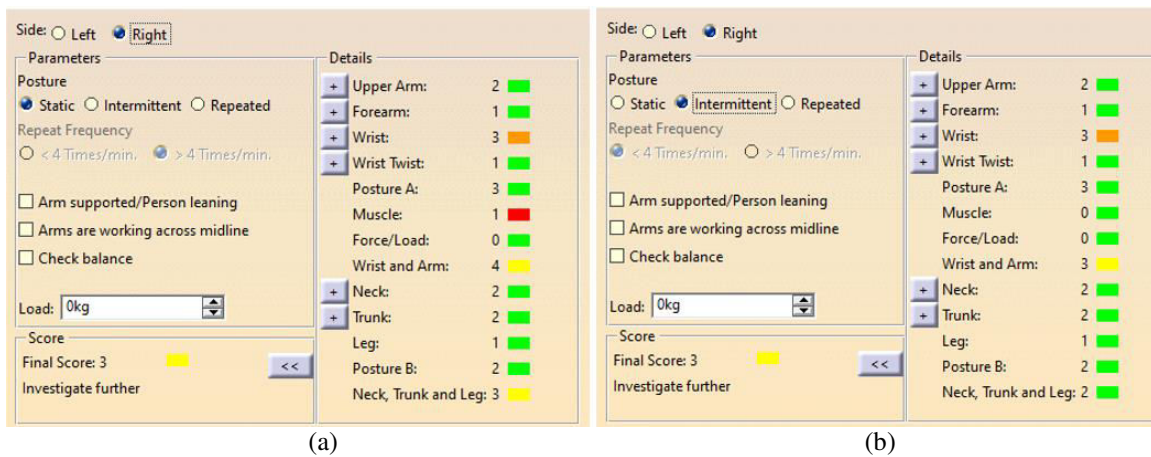 Side: Left Right
Parameters
Posture
Static Intermittent Repeated
Repeat Frequency
< 4 Times/min. > 4 Times/min.
Arm supported/Person leaning
Arms are working across midline
Check balance
Load: 0kg
Score
Final Score: 3 <<
Investigate further
Details
+ Upper Arm: 2
+ Forearm: 1
+ Wrist: 3
+ Wrist Twist: 1
Posture A: 3
Muscle: 1
Force/Load: 0
Wrist and Arm: 4
+ Neck: 2
+ Trunk: 2
Leg: 1
Posture B: 2
Neck, Trunk and Leg: 3
(a)
Side: Left Right
Parameters
Posture
Static Intermittent Repeated
Repeat Frequency
< 4 Times/min. > 4 Times/min.
Arm supported/Person leaning
Arms are working across midline
Check balance
Load: 0kg
Score
Final Score: 3 <<
Investigate further
Details
+ Upper Arm: 2
+ Forearm: 1
+ Wrist: 3
+ Wrist Twist: 1
Posture A: 3
Muscle: 0
Force/Load: 0
Wrist and Arm: 3
+ Neck: 2
+ Trunk: 2
Leg: 1
Posture B: 2
Neck, Trunk and Leg: 2
(b)